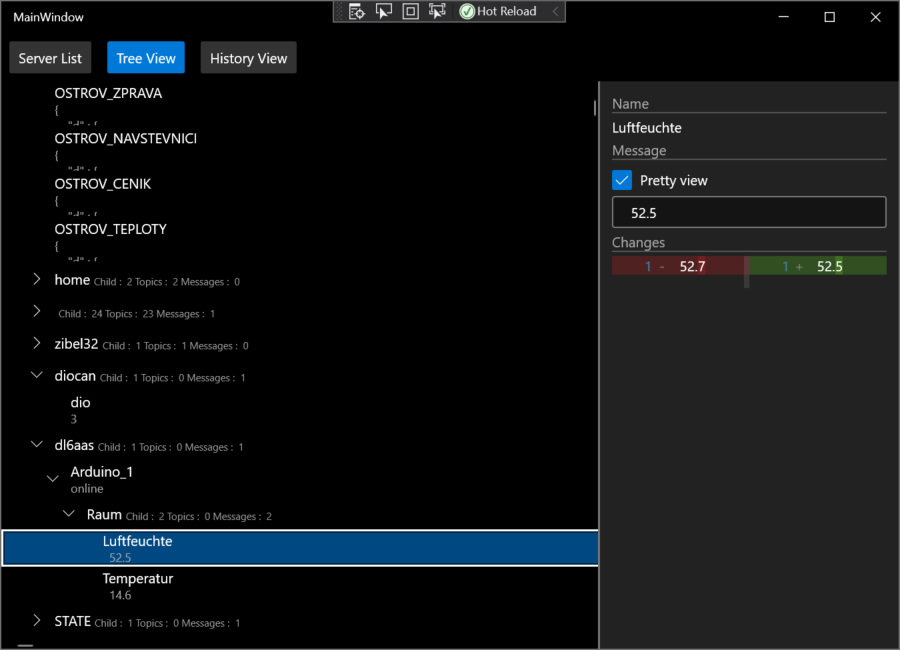 MainWindow
Hot Reload
Server List
Tree View
History View
OSTROV_ZPRAVA
{
OSTROV_NAVSTEVNICI
{
OSTROV_CENIK
{
OSTROV_TEPLOTY
{
home Child : 2 Topics : 2 Messages : 0
Child : 24 Topics : 23 Messages : 1
zibel32 Child : 1 Topics : 1 Messages : 0
diocan Child : 1 Topics : 0 Messages : 1
dio
3
dl6aas Child : 1 Topics : 0 Messages : 1
Arduino_1
online
Raum Child : 2 Topics : 0 Messages : 2
Luftfeuchte
52.5
Temperatur
14.6
STATE Child : 1 Topics : 0 Messages : 1
Name
Luftfeuchte
Message
Pretty view
52.5
Changes
1 - 52.7
1 + 52.5